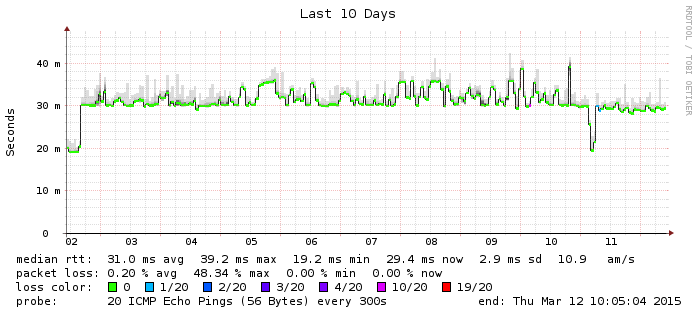 Last 10 Days
RRDTOOL / TOBI OETIKER
Seconds
40 m
30 m
20 m
10 m
0
02 03 04 05 06 07 08 09 10 11
median rtt: 31.0 ms avg 39.2 ms max 19.2 ms min 29.4 ms now 2.9 ms sd 10.9 am/s
packet loss: 0.20 % avg 48.34 % max 0.00 % min 0.00 % now
loss color: 0 1/20 2/20 3/20 4/20 10/20 19/20
probe: 20 ICMP Echo Pings (56 Bytes) every 300s end: Thu Mar 12 10:05:04 2015